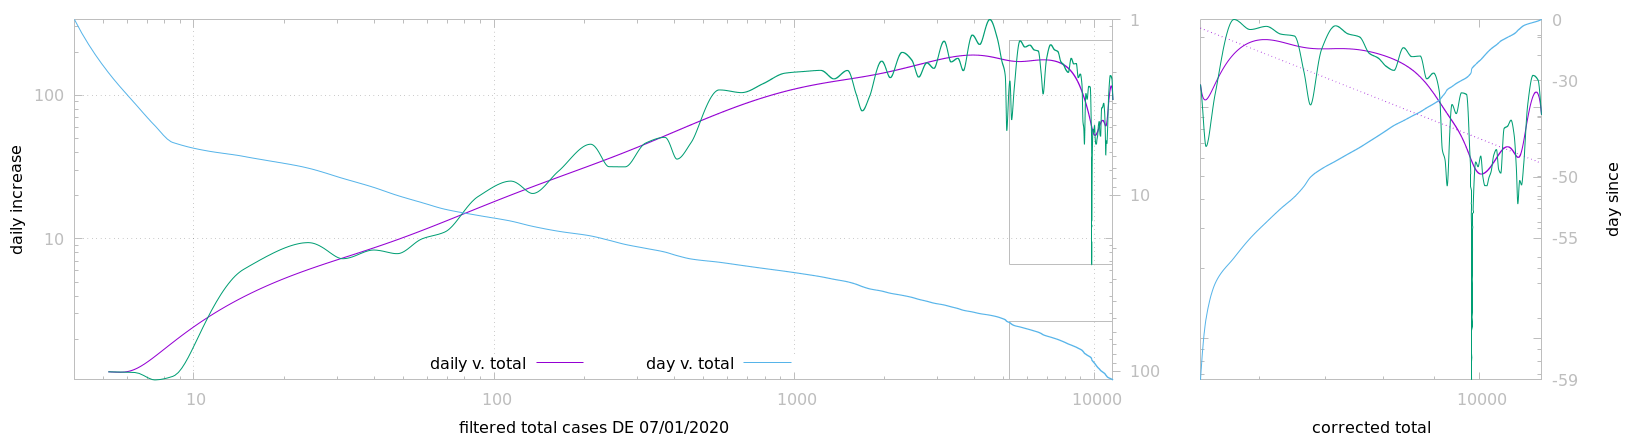 daily increase
100
10
1
10
100
10
100
1000
10000
daily v. total
day v. total
filtered total cases DE 07/01/2020
0
-30
-50
-55
-59
day since
10000
corrected total